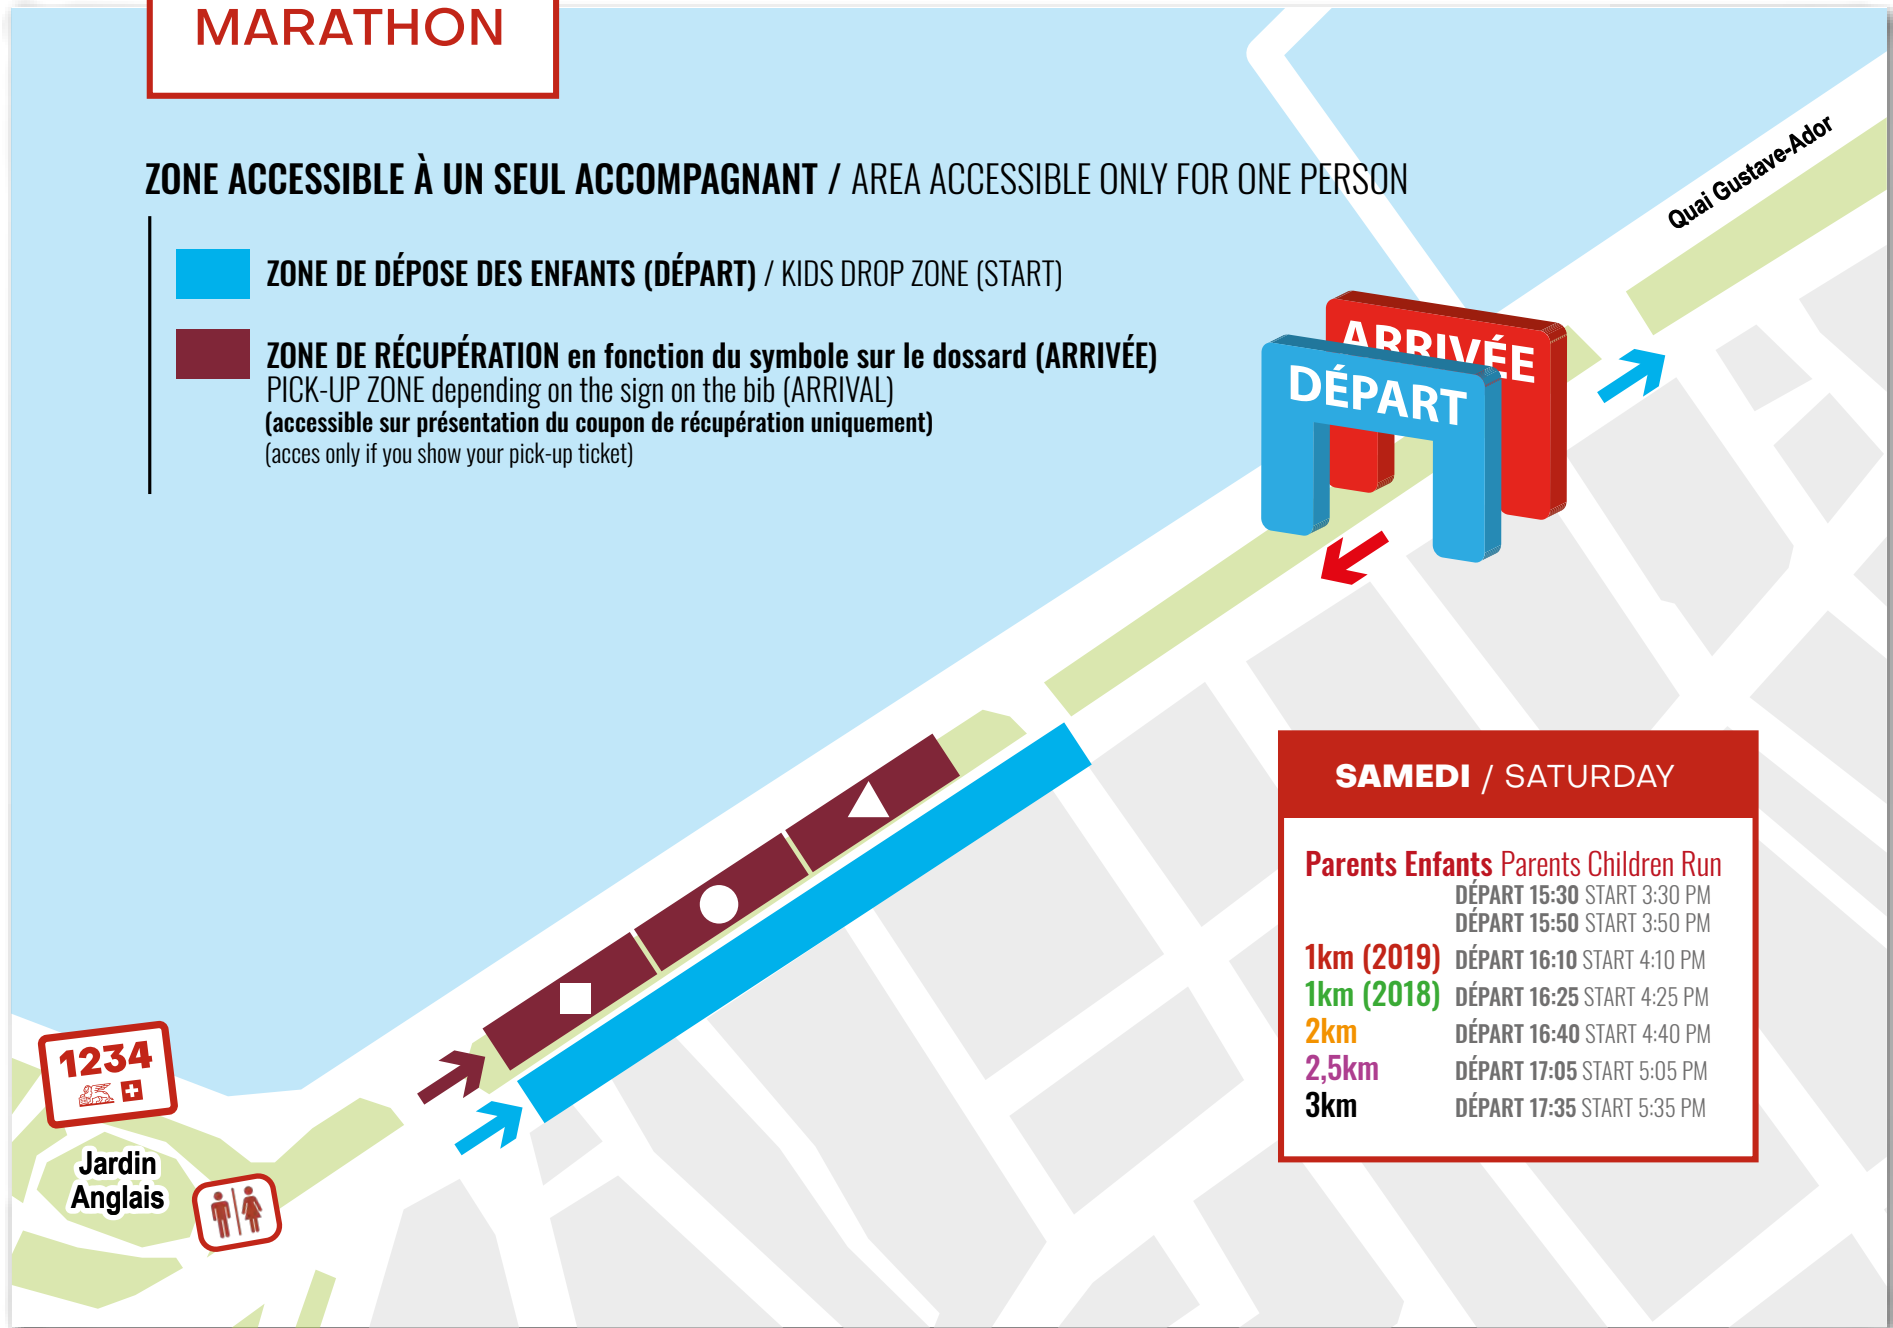 MARATHON
ZONE ACCESSIBLE À UN SEUL ACCOMPAGNANT / AREA ACCESSIBLE ONLY FOR ONE PERSON
ZONE DE DÉPOSE DES ENFANTS (DÉPART) / KIDS DROP ZONE (START)
ZONE DE RÉCUPÉRATION en fonction du symbole sur le dossard (ARRIVÉE)
PICK-UP ZONE depending on the sign on the bib (ARRIVAL)
(accessible sur présentation du coupon de récupération uniquement)
(acces only if you show your pick-up ticket)
Quai Gustave-Ador
ARRIVÉE
DÉPART
SAMEDI / SATURDAY
Parents Enfants Parents Children Run
DÉPART 15:30 START 3:30 PM
DÉPART 15:50 START 3:50 PM
1km (2019) DÉPART 16:10 START 4:10 PM
1km (2018) DÉPART 16:25 START 4:25 PM
2km DÉPART 16:40 START 4:40 PM
2,5km DÉPART 17:05 START 5:05 PM
3km DÉPART 17:35 START 5:35 PM
1234
Jardin
Anglais